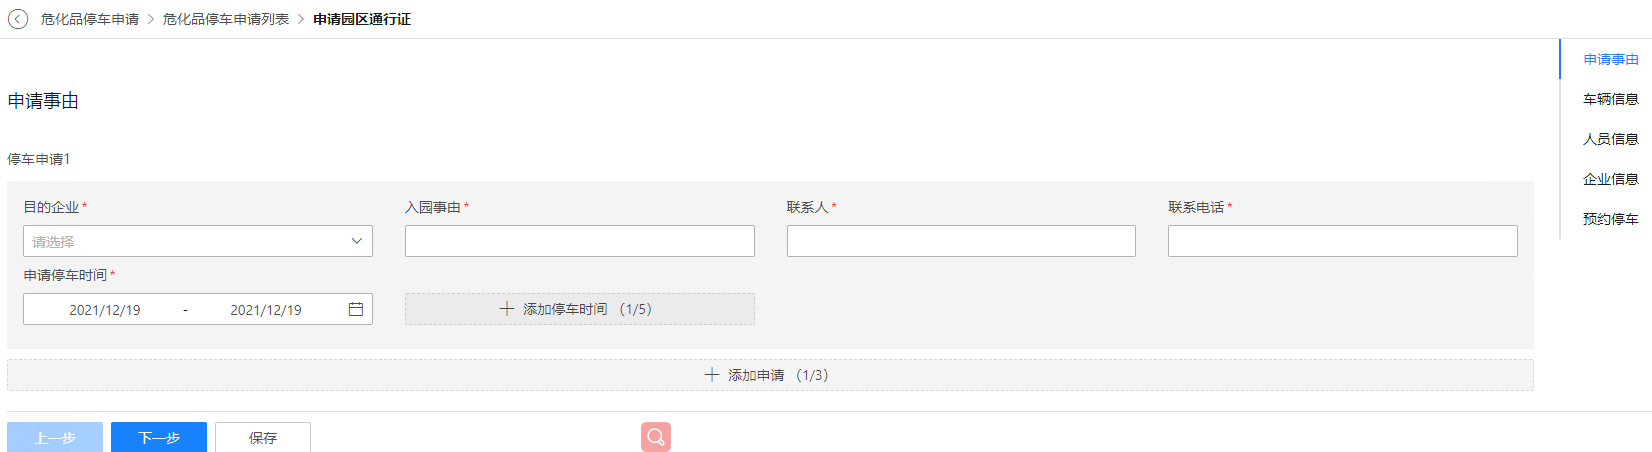 危化品停车申请 > 危化品停车申请列表 > 申请园区通行证
申请事由
车辆信息
人员信息
企业信息
预约停车
申请事由
停车申请1
目的企业* 入园事由* 联系人* 联系电话*
请选择
申请停车时间*
2021/12/19 - 2021/12/19 添加停车时间 （1/5）
添加申请 （1/3）
上一步 下一步 保存